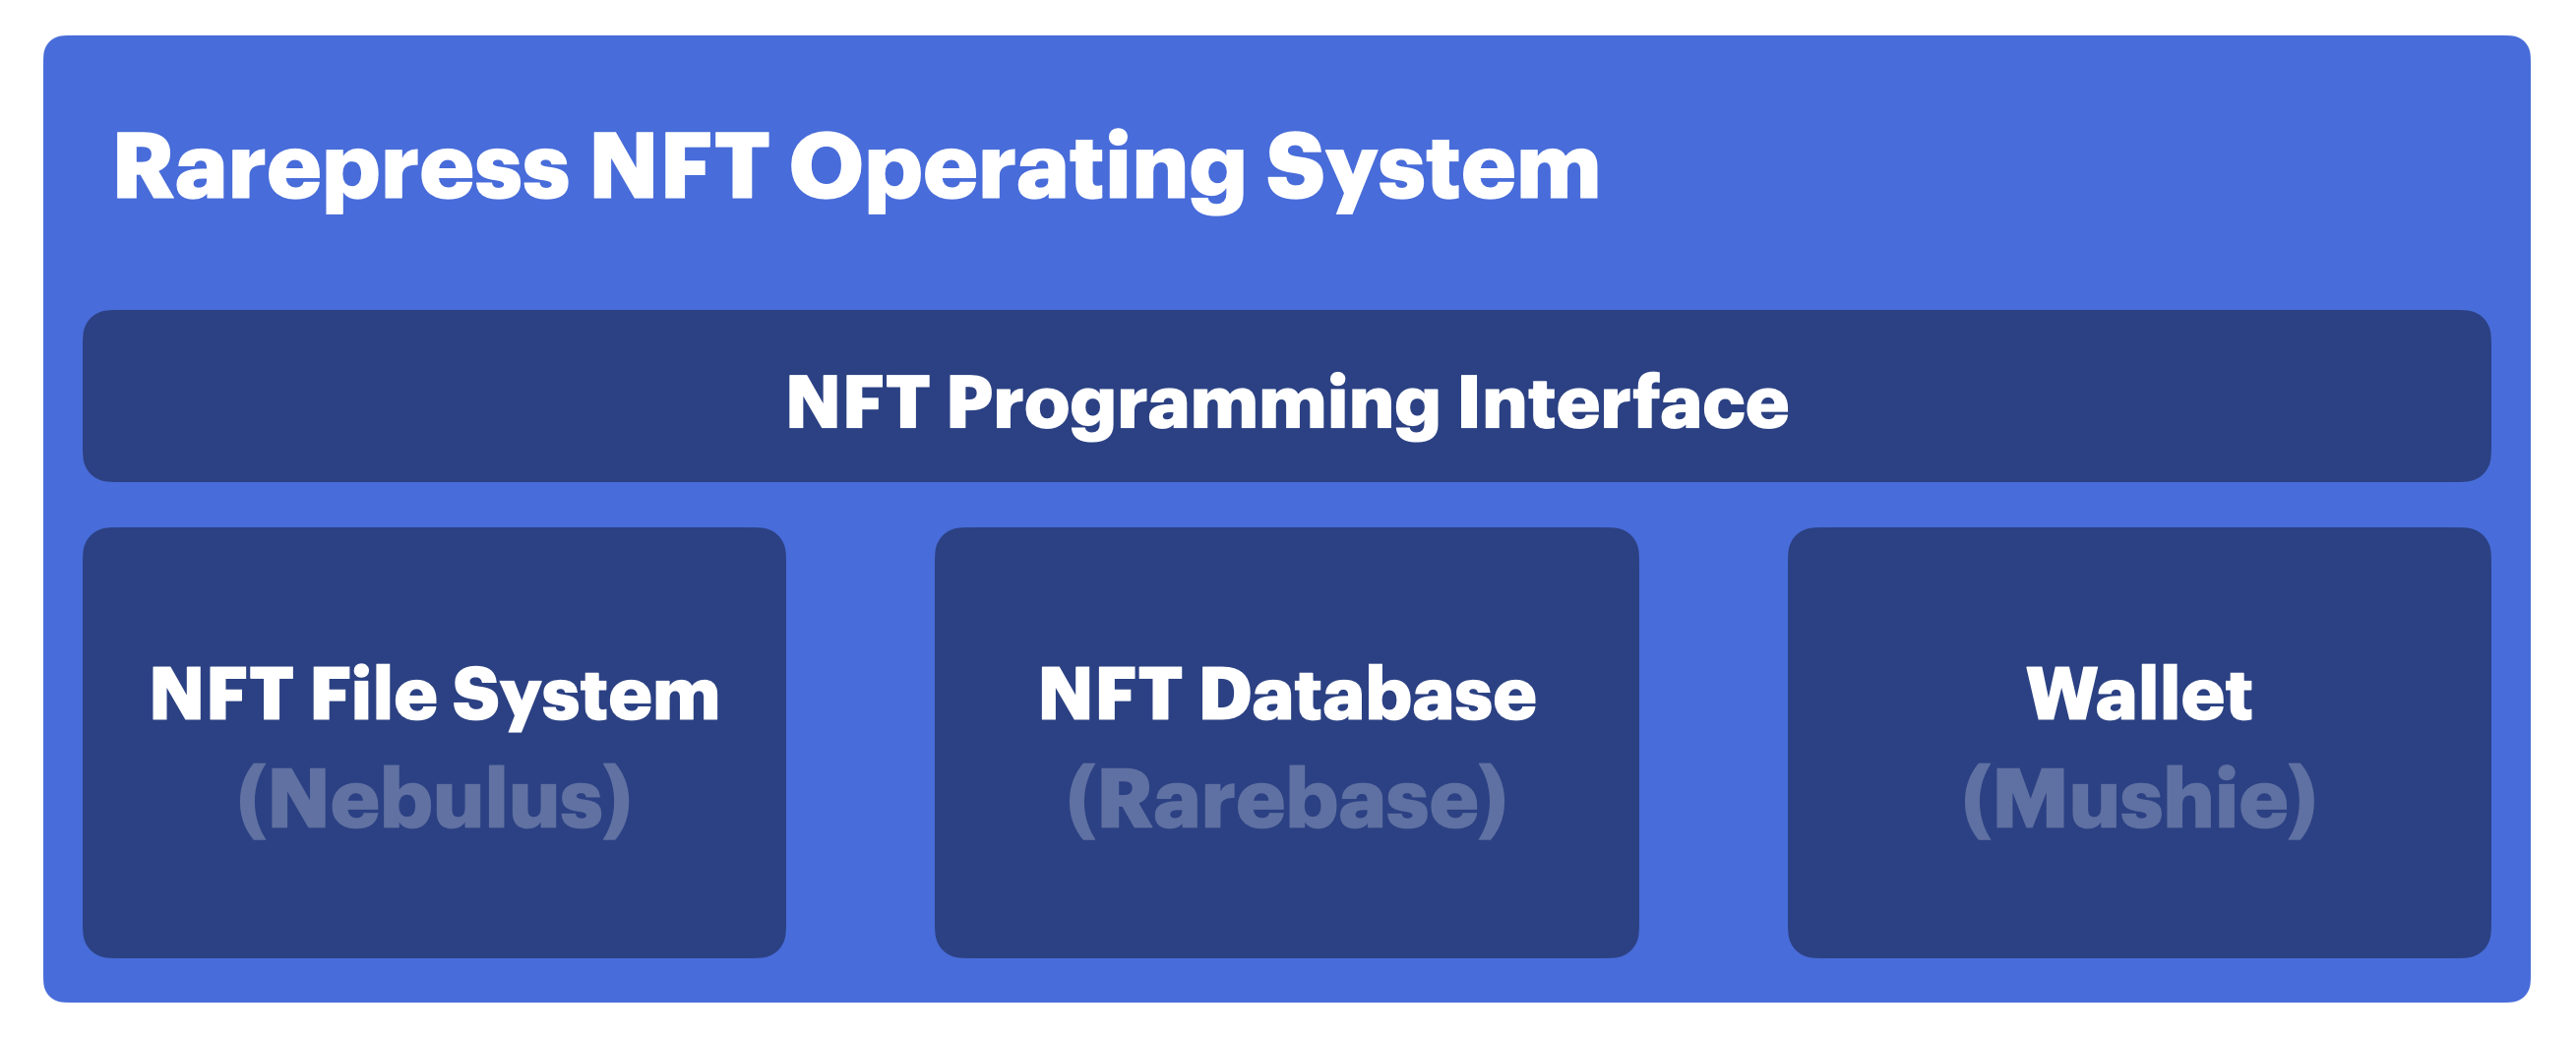 Rarepress NFT Operating System
NFT Programming Interface
NFT File System
(Nebulus)
NFT Database
(Rarebase)
Wallet
(Mushie)